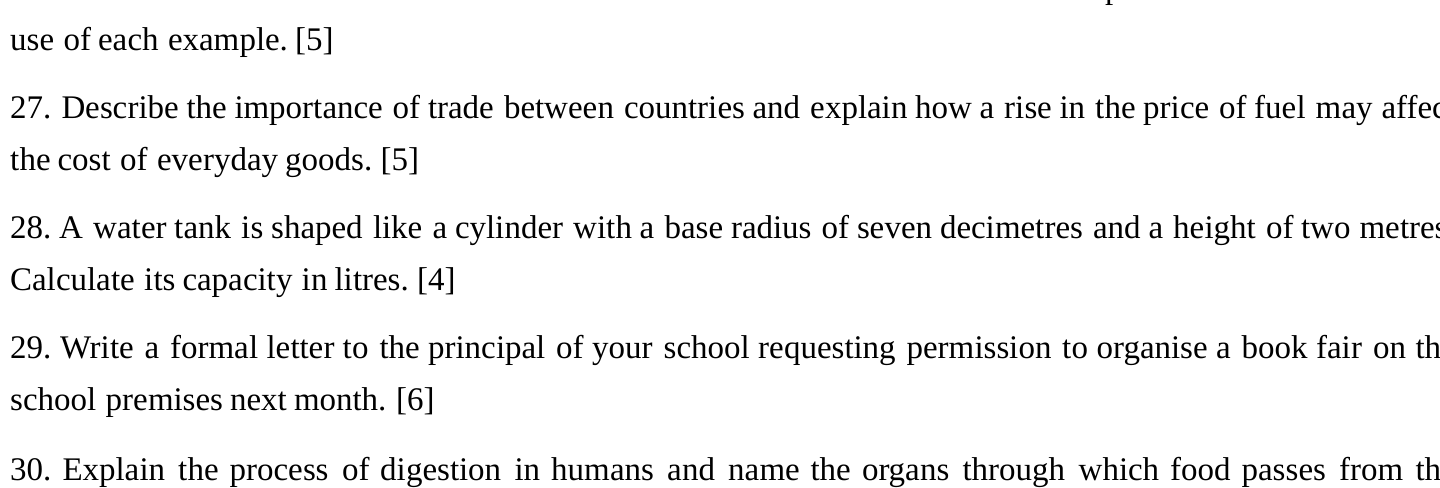 use of each example. [5]
27. Describe the importance of trade between countries and explain how a rise in the price of fuel may affec
the cost of everyday goods. [5]
28. A water tank is shaped like a cylinder with a base radius of seven decimetres and a height of two metres
Calculate its capacity in litres. [4]
29. Write a formal letter to the principal of your school requesting permission to organise a book fair on th
school premises next month. [6]
30. Explain the process of digestion in humans and name the organs through which food passes from th